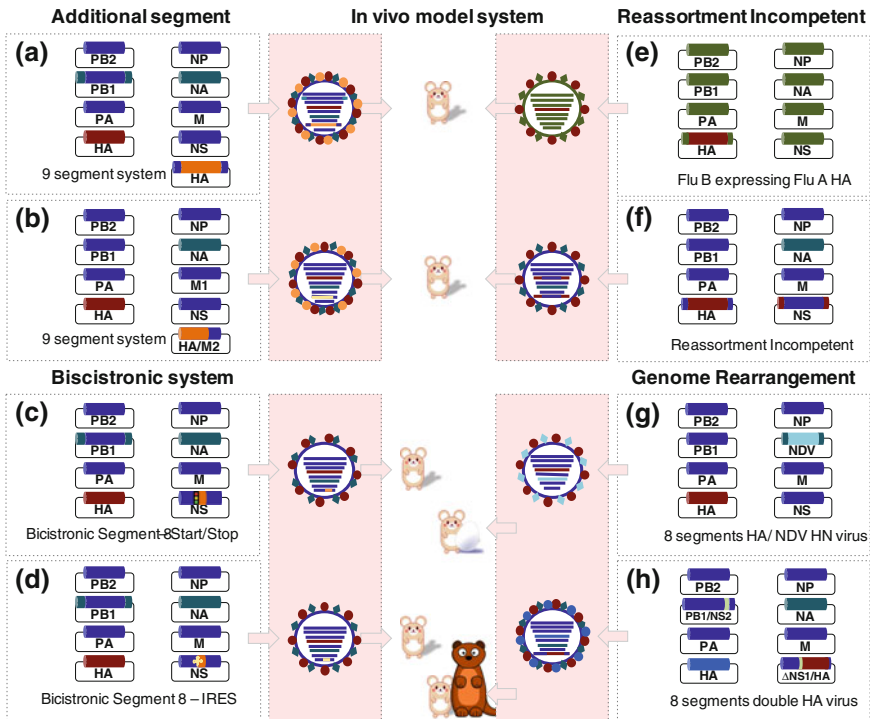 Additional segment
In vivo model system
Reassortment Incompetent
(a)
PB2
NP
PB1
NA
PA
M
HA
NS
9 segment system
HA
(b)
PB2
NP
PB1
NA
PA
M1
HA
NS
9 segment system
HA/M2
(e)
PB2
NP
PB1
NA
PA
M
HA
NS
Flu B expressing Flu A HA
(f)
PB2
NP
PB1
NA
PA
M
HA
NS
Reassortment Incompetent
Biscistronic system
Genome Rearrangement
(c)
PB2
NP
PB1
NA
PA
M
HA
NS
Bicistronic Segment–8Start/Stop
(d)
PB2
NP
PB1
NA
PA
M
HA
NS
Bicistronic Segment 8 – IRES
(g)
PB2
NP
PB1
NDV
PA
M
HA
NS
8 segments HA/ NDV HN virus
(h)
PB2
NP
PB1/NS2
NA
PA
M
HA
ΔNS1/HA
8 segments double HA virus